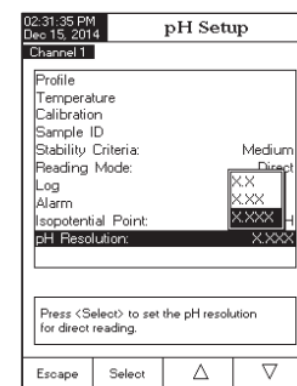 02:31:35 PM
Dec 15, 2014
pH Setup
Channel 1
Profile
Temperature
Calibration
Sample ID
Stability Criteria: Medium
Reading Mode: Direct
Log
X.X
Alarm
X.XX
Isopotential Point: X.XXX H
pH Resolution: X.XXX
Press <Select> to set the pH resolution
for direct reading.
Escape Select △ ▽